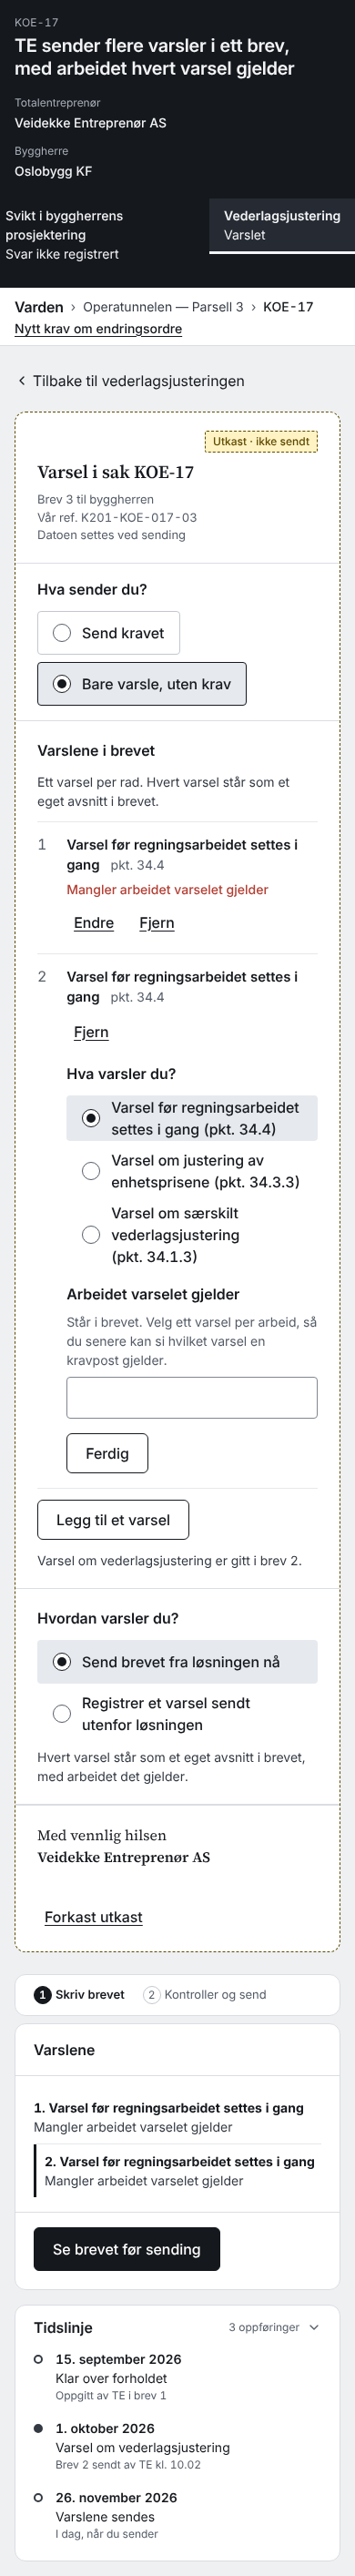 KOE-17
TE sender flere varsler i ett brev,
med arbeidet hvert varsel gjelder
Totalentreprenør
Veidekke Entreprenør AS
Byggherre
Oslobygg KF
Svikt i byggherrens
prosjektering
Svar ikke registrert
Vederlagsjustering
Varslet
Varden › Operatunnelen — Parsell 3 › KOE-17
Nytt krav om endringsordre
Tilbake til vederlagsjusteringen
Utkast · ikke sendt
Varsel i sak KOE-17
Brev 3 til byggherren
Vår ref. K201-KOE-017-03
Datoen settes ved sending
Hva sender du?
Send kravet
Bare varsle, uten krav
Varslene i brevet
Ett varsel per rad. Hvert varsel står som et
eget avsnitt i brevet.
1 Varsel før regningsarbeidet settes i
gang pkt. 34.4
Mangler arbeidet varselet gjelder
Endre Fjern
2 Varsel før regningsarbeidet settes i
gang pkt. 34.4
Fjern
Hva varsler du?
Varsel før regningsarbeidet
settes i gang (pkt. 34.4)
Varsel om justering av
enhetsprisene (pkt. 34.3.3)
Varsel om særskilt
vederlagsjustering
(pkt. 34.1.3)
Arbeidet varselet gjelder
Står i brevet. Velg ett varsel per arbeid, så
du senere kan si hvilket varsel en
kravpost gjelder.
Ferdig
Legg til et varsel
Varsel om vederlagsjustering er gitt i brev 2.
Hvordan varsler du?
Send brevet fra løsningen nå
Registrer et varsel sendt
utenfor løsningen
Hvert varsel står som et eget avsnitt i brevet,
med arbeidet det gjelder.
Med vennlig hilsen
Veidekke Entreprenør AS
Forkast utkast
1 Skriv brevet 2 Kontroller og send
Varslene
1. Varsel før regningsarbeidet settes i gang
Mangler arbeidet varselet gjelder
2. Varsel før regningsarbeidet settes i gang
Mangler arbeidet varselet gjelder
Se brevet før sending
Tidslinje 3 oppføringer
15. september 2026
Klar over forholdet
Oppgitt av TE i brev 1
1. oktober 2026
Varsel om vederlagsjustering
Brev 2 sendt av TE kl. 10.02
26. november 2026
Varslene sendes
I dag, når du sender